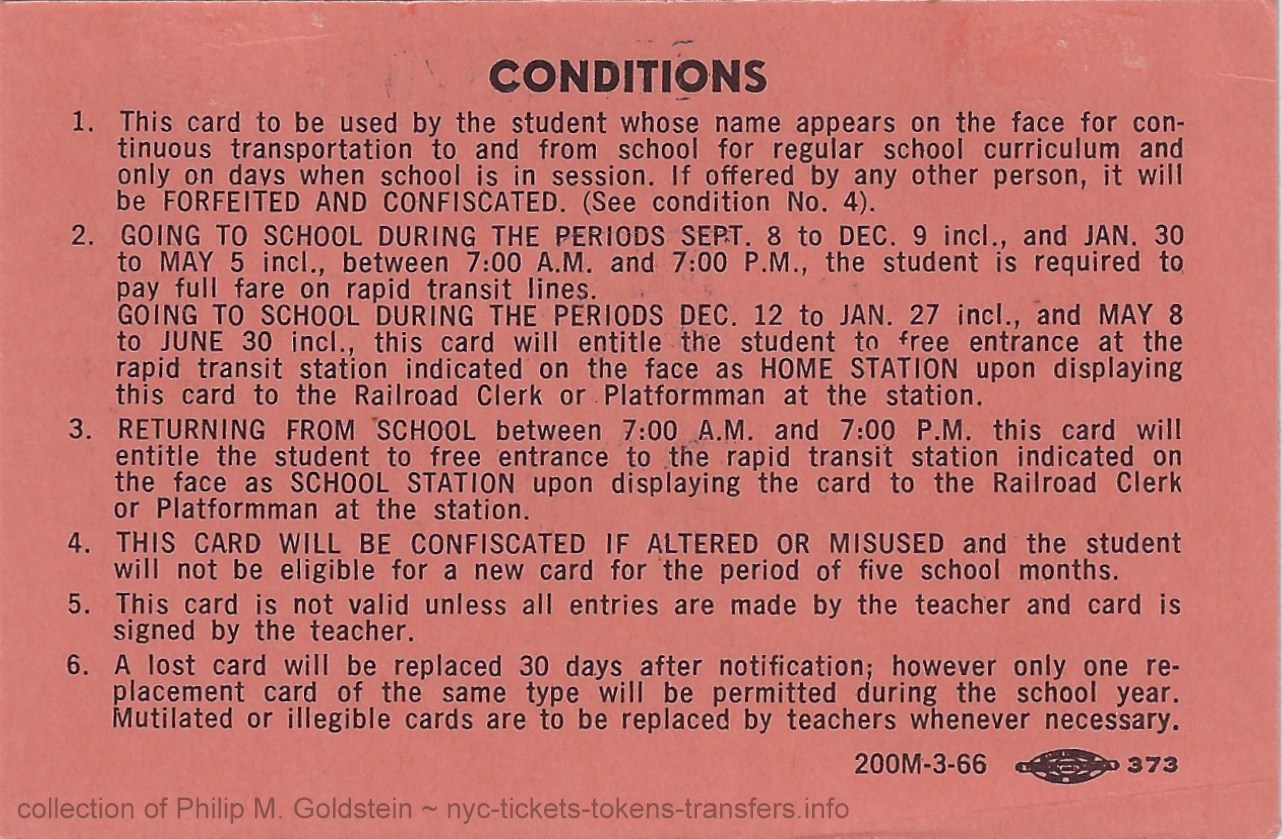 CONDITIONS
1. This card to be used by the student whose name appears on the face for con-
tinuous transportation to and from school for regular school curriculum and
only on days when school is in session. If offered by any other person, it will
be FORFEITED AND CONFISCATED. (See condition No. 4).
2. GOING TO SCHOOL DURING THE PERIODS SEPT. 8 to DEC. 9 incl., and JAN. 30
to MAY 5 incl., between 7:00 A.M. and 7:00 P.M., the student is required to
pay full fare on rapid transit lines.
GOING TO SCHOOL DURING THE PERIODS DEC. 12 to JAN. 27 incl., and MAY 8
to JUNE 30 incl., this card will entitle the student to free entrance at the
rapid transit station indicated on the face as HOME STATION upon displaying
this card to the Railroad Clerk or Platformman at the station.
3. RETURNING FROM SCHOOL between 7:00 A.M. and 7:00 P.M. this card will
entitle the student to free entrance to the rapid transit station indicated on
the face as SCHOOL STATION upon displaying the card to the Railroad Clerk
or Platformman at the station.
4. THIS CARD WILL BE CONFISCATED IF ALTERED OR MISUSED and the student
will not be eligible for a new card for the period of five school months.
5. This card is not valid unless all entries are made by the teacher and card is
signed by the teacher.
6. A lost card will be replaced 30 days after notification; however only one re-
placement card of the same type will be permitted during the school year.
Mutilated or illegible cards are to be replaced by teachers whenever necessary.
200M-3-66 373
collection of Philip M. Goldstein ~ nyc-tickets-tokens-transfers.info